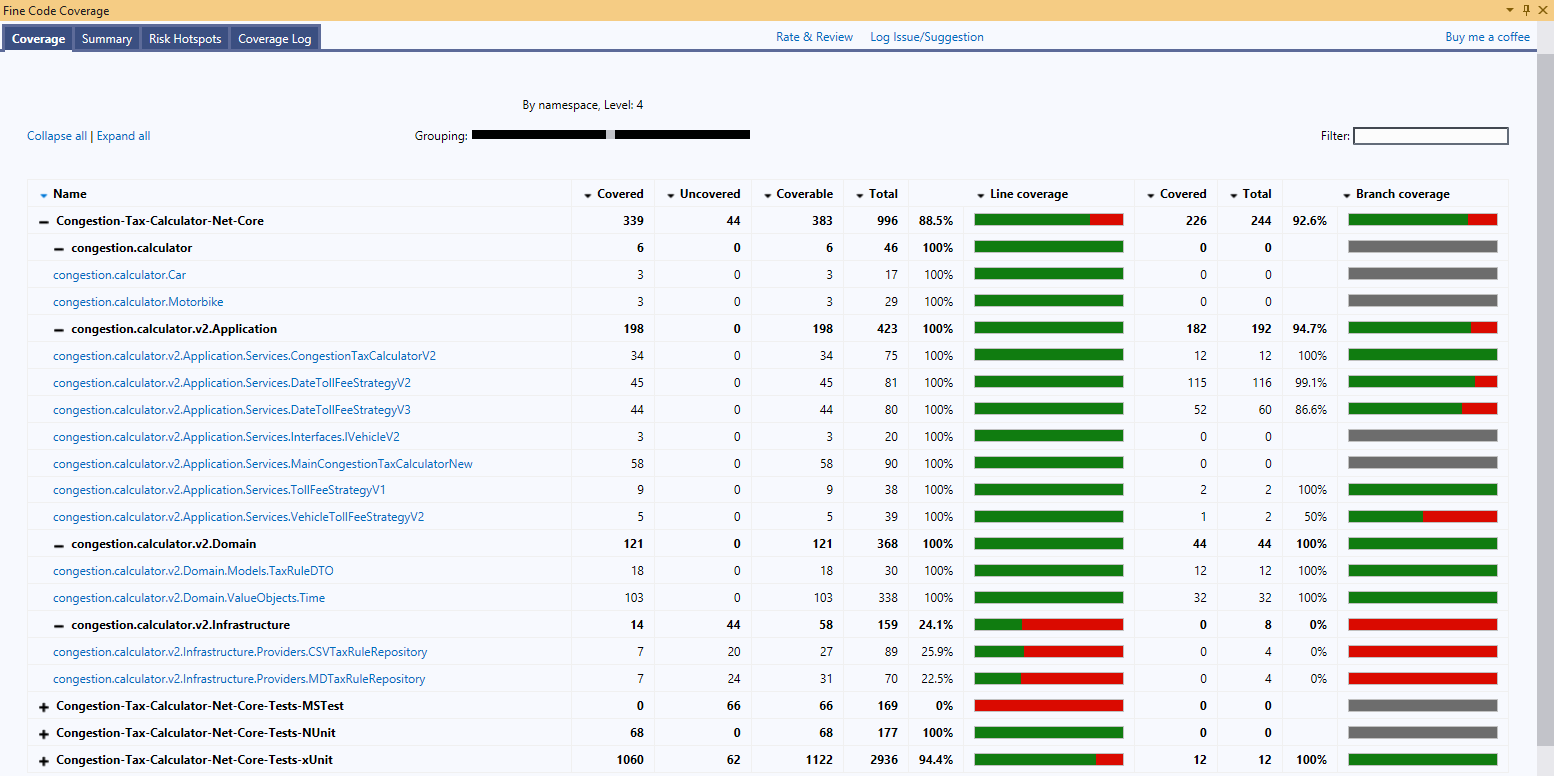 Fine Code Coverage
Coverage Summary Risk Hotspots Coverage Log Rate & Review Log Issue/Suggestion Buy me a coffee
By namespace, Level: 4
Collapse all | Expand all Grouping: Filter:
Name Covered Uncovered Coverable Total Line coverage Covered Total Branch coverage
Congestion-Tax-Calculator-Net-Core 339 44 383 996 88.5% 226 244 92.6%
congestion.calculator 6 0 6 46 100% 0 0
congestion.calculator.Car 3 0 3 17 100% 0 0
congestion.calculator.Motorbike 3 0 3 29 100% 0 0
congestion.calculator.v2.Application 198 0 198 423 100% 182 192 94.7%
congestion.calculator.v2.Application.Services.CongestionTaxCalculatorV2 34 0 34 75 100% 12 12 100%
congestion.calculator.v2.Application.Services.DateTollFeeStrategyV2 45 0 45 81 100% 115 116 99.1%
congestion.calculator.v2.Application.Services.DateTollFeeStrategyV3 44 0 44 80 100% 52 60 86.6%
congestion.calculator.v2.Application.Services.Interfaces.IVehicleV2 3 0 3 20 100% 0 0
congestion.calculator.v2.Application.Services.MainCongestionTaxCalculatorNew 58 0 58 90 100% 0 0
congestion.calculator.v2.Application.Services.TollFeeStrategyV1 9 0 9 38 100% 2 2 100%
congestion.calculator.v2.Application.Services.VehicleTollFeeStrategyV2 5 0 5 39 100% 1 2 50%
congestion.calculator.v2.Domain 121 0 121 368 100% 44 44 100%
congestion.calculator.v2.Domain.Models.TaxRuleDTO 18 0 18 30 100% 12 12 100%
congestion.calculator.v2.Domain.ValueObjects.Time 103 0 103 338 100% 32 32 100%
congestion.calculator.v2.Infrastructure 14 44 58 159 24.1% 0 8 0%
congestion.calculator.v2.Infrastructure.Providers.CSVTaxRuleRepository 7 20 27 89 25.9% 0 4 0%
congestion.calculator.v2.Infrastructure.Providers.MDTaxRuleRepository 7 24 31 70 22.5% 0 4 0%
Congestion-Tax-Calculator-Net-Core-Tests-MSTest 0 66 66 169 0% 0 0
Congestion-Tax-Calculator-Net-Core-Tests-NUnit 68 0 68 177 100% 0 0
Congestion-Tax-Calculator-Net-Core-Tests-xUnit 1060 62 1122 2936 94.4% 12 12 100%